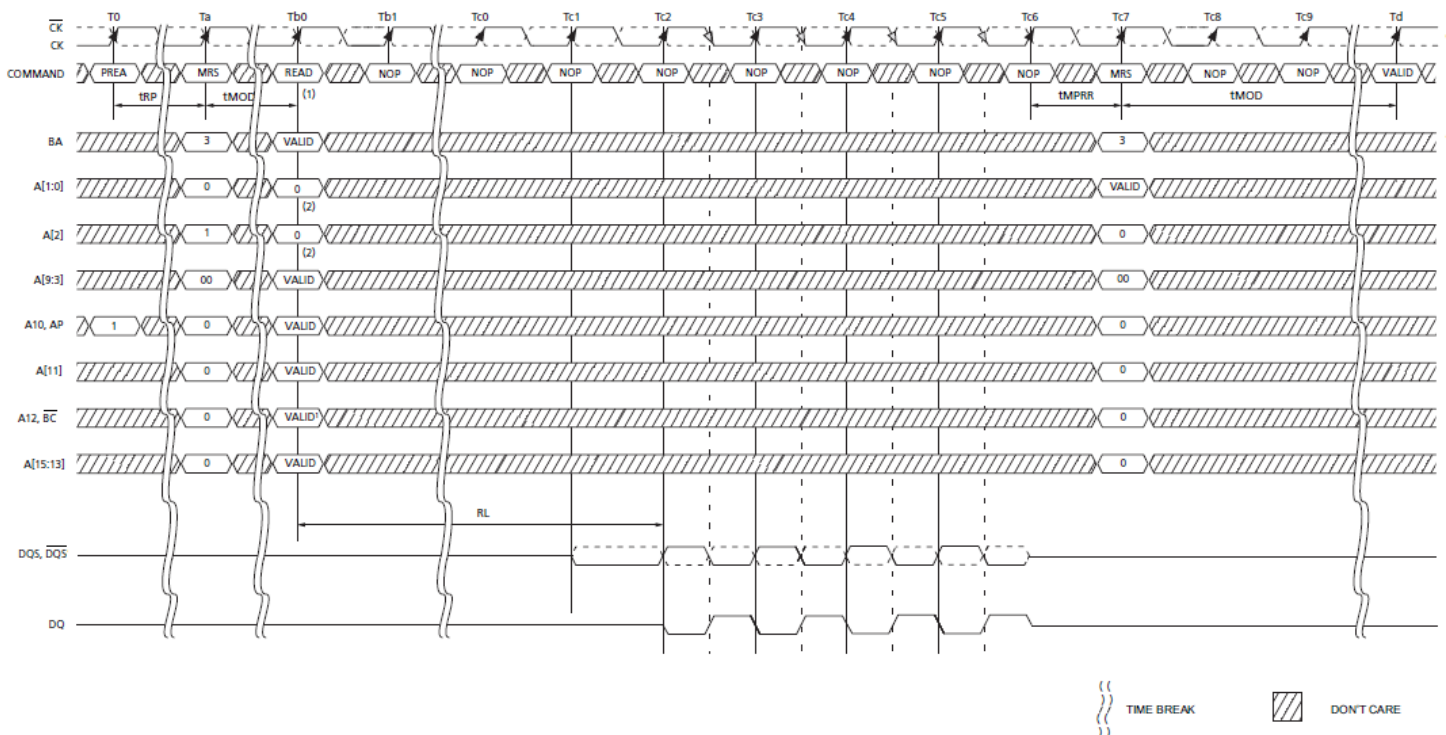 T0 Ta Tb0 Tb1 Tc0 Tc1 Tc2 Tc3 Tc4 Tc5 Tc6 Tc7 Tc8 Tc9 Td
CK
CK
COMMAND PREA MRS READ NOP NOP NOP NOP NOP NOP NOP NOP MRS NOP NOP VALID
tRP tMOD (1) tMPRR tMOD
BA 3 VALID 3
A[1:0] 0 0 VALID
(2)
A[2] 1 0 0
(2)
A[9:3] 00 VALID 00
A10, AP 1 0 VALID 0
A[11] 0 VALID 0
A12, BC 0 VALID¹ 0
A[15:13] 0 VALID 0
RL
DQS, DQS
DQ
TIME BREAK DON'T CARE